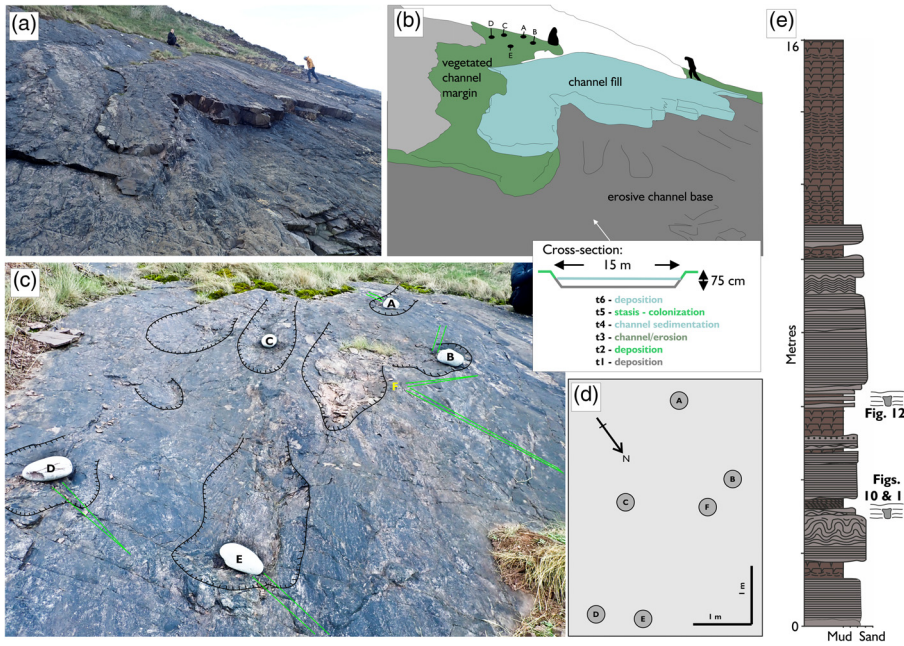 (a)
(b)
D C A B
E
vegetated
channel
margin
channel fill
erosive channel base
Cross-section:
15 m
75 cm
t6 - deposition
t5 - stasis - colonization
t4 - channel sedimentation
t3 - channel/erosion
t2 - deposition
t1 - deposition
(c)
A
C
B
F
D
E
(d)
A
N
B
C
F
D
E
1 m
1 m
(e)
16
Metres
Fig. 12
Figs.
10 & 1
0
Mud Sand